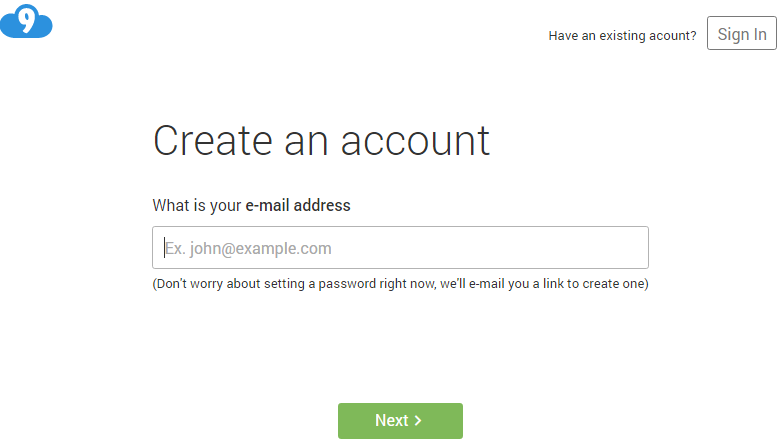 9
Have an existing acount?
Sign In
Create an account
What is your e-mail address
Ex. john@example.com
(Don't worry about setting a password right now, we'll e-mail you a link to create one)
Next